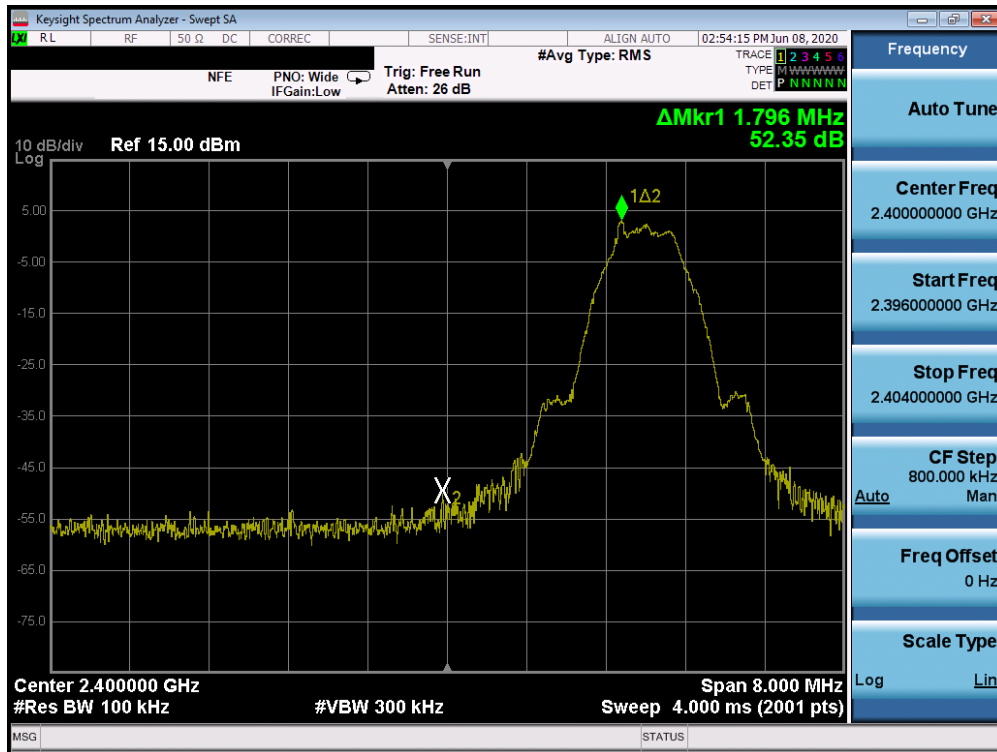 Keysight Spectrum Analyzer - Swept SA
LXI RL RF 50 Ω DC CORREC SENSE:INT ALIGN AUTO 02:54:15 PM Jun 08, 2020
#Avg Type: RMS TRACE 1 2 3 4 5 6
NFE PNO: Wide Trig: Free Run TYPE M WWWWW
IFGain:Low Atten: 26 dB DET P N N N N N
Frequency
ΔMkr1 1.796 MHz
52.35 dB
10 dB/div Ref 15.00 dBm
Log
1Δ2
5.00
-5.00
-15.0
-25.0
-35.0
-45.0
X2
-55.0
-65.0
-75.0
Center 2.400000 GHz Span 8.000 MHz
#Res BW 100 kHz #VBW 300 kHz Sweep 4.000 ms (2001 pts)
MSG STATUS
Auto Tune
Center Freq
2.400000000 GHz
Start Freq
2.396000000 GHz
Stop Freq
2.404000000 GHz
CF Step
800.000 kHz
Auto Man
Freq Offset
0 Hz
Scale Type
Log Lin